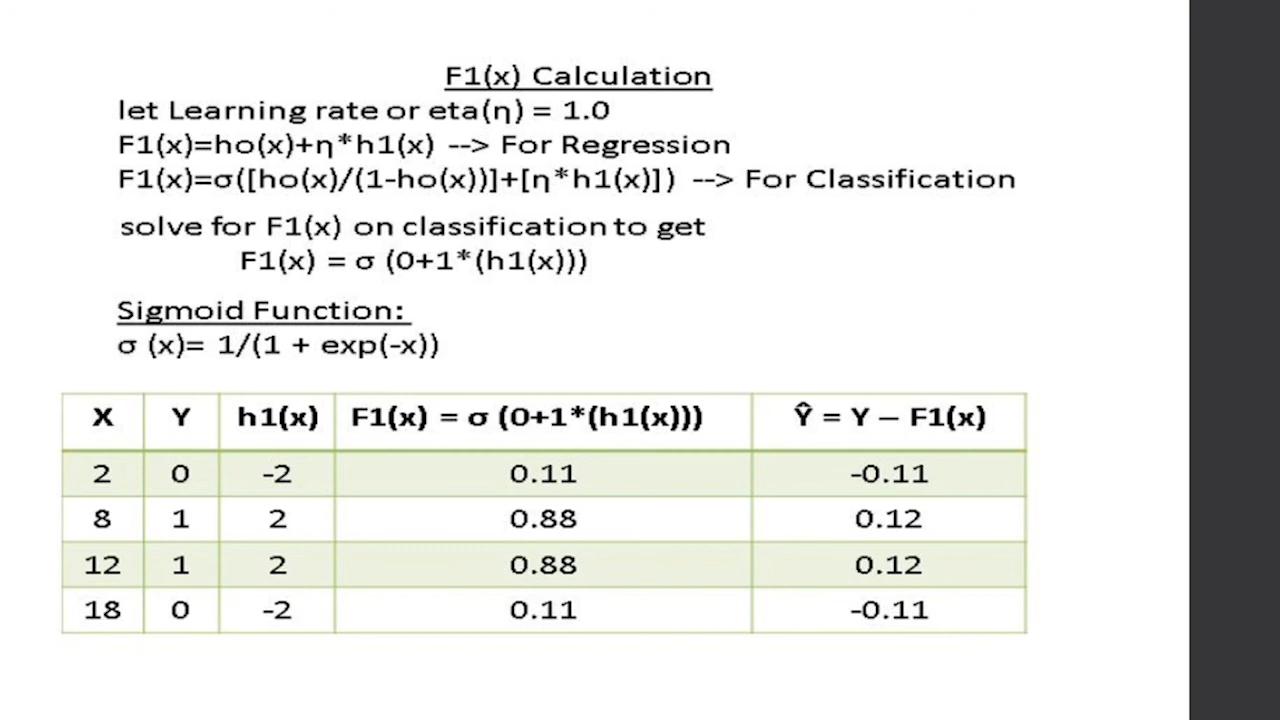 F1(x) Calculation
let Learning rate or eta(η) = 1.0
F1(x)=ho(x)+η*h1(x) --> For Regression
F1(x)=σ([ho(x)/(1-ho(x))]+[η*h1(x)]) --> For Classification
solve for F1(x) on classification to get
F1(x) = σ (0+1*(h1(x)))
Sigmoid Function:
σ (x)= 1/(1 + exp(-x))
X Y h1(x) F1(x) = σ (0+1*(h1(x))) Ŷ = Y – F1(x)
2 0 -2 0.11 -0.11
8 1 2 0.88 0.12
12 1 2 0.88 0.12
18 0 -2 0.11 -0.11